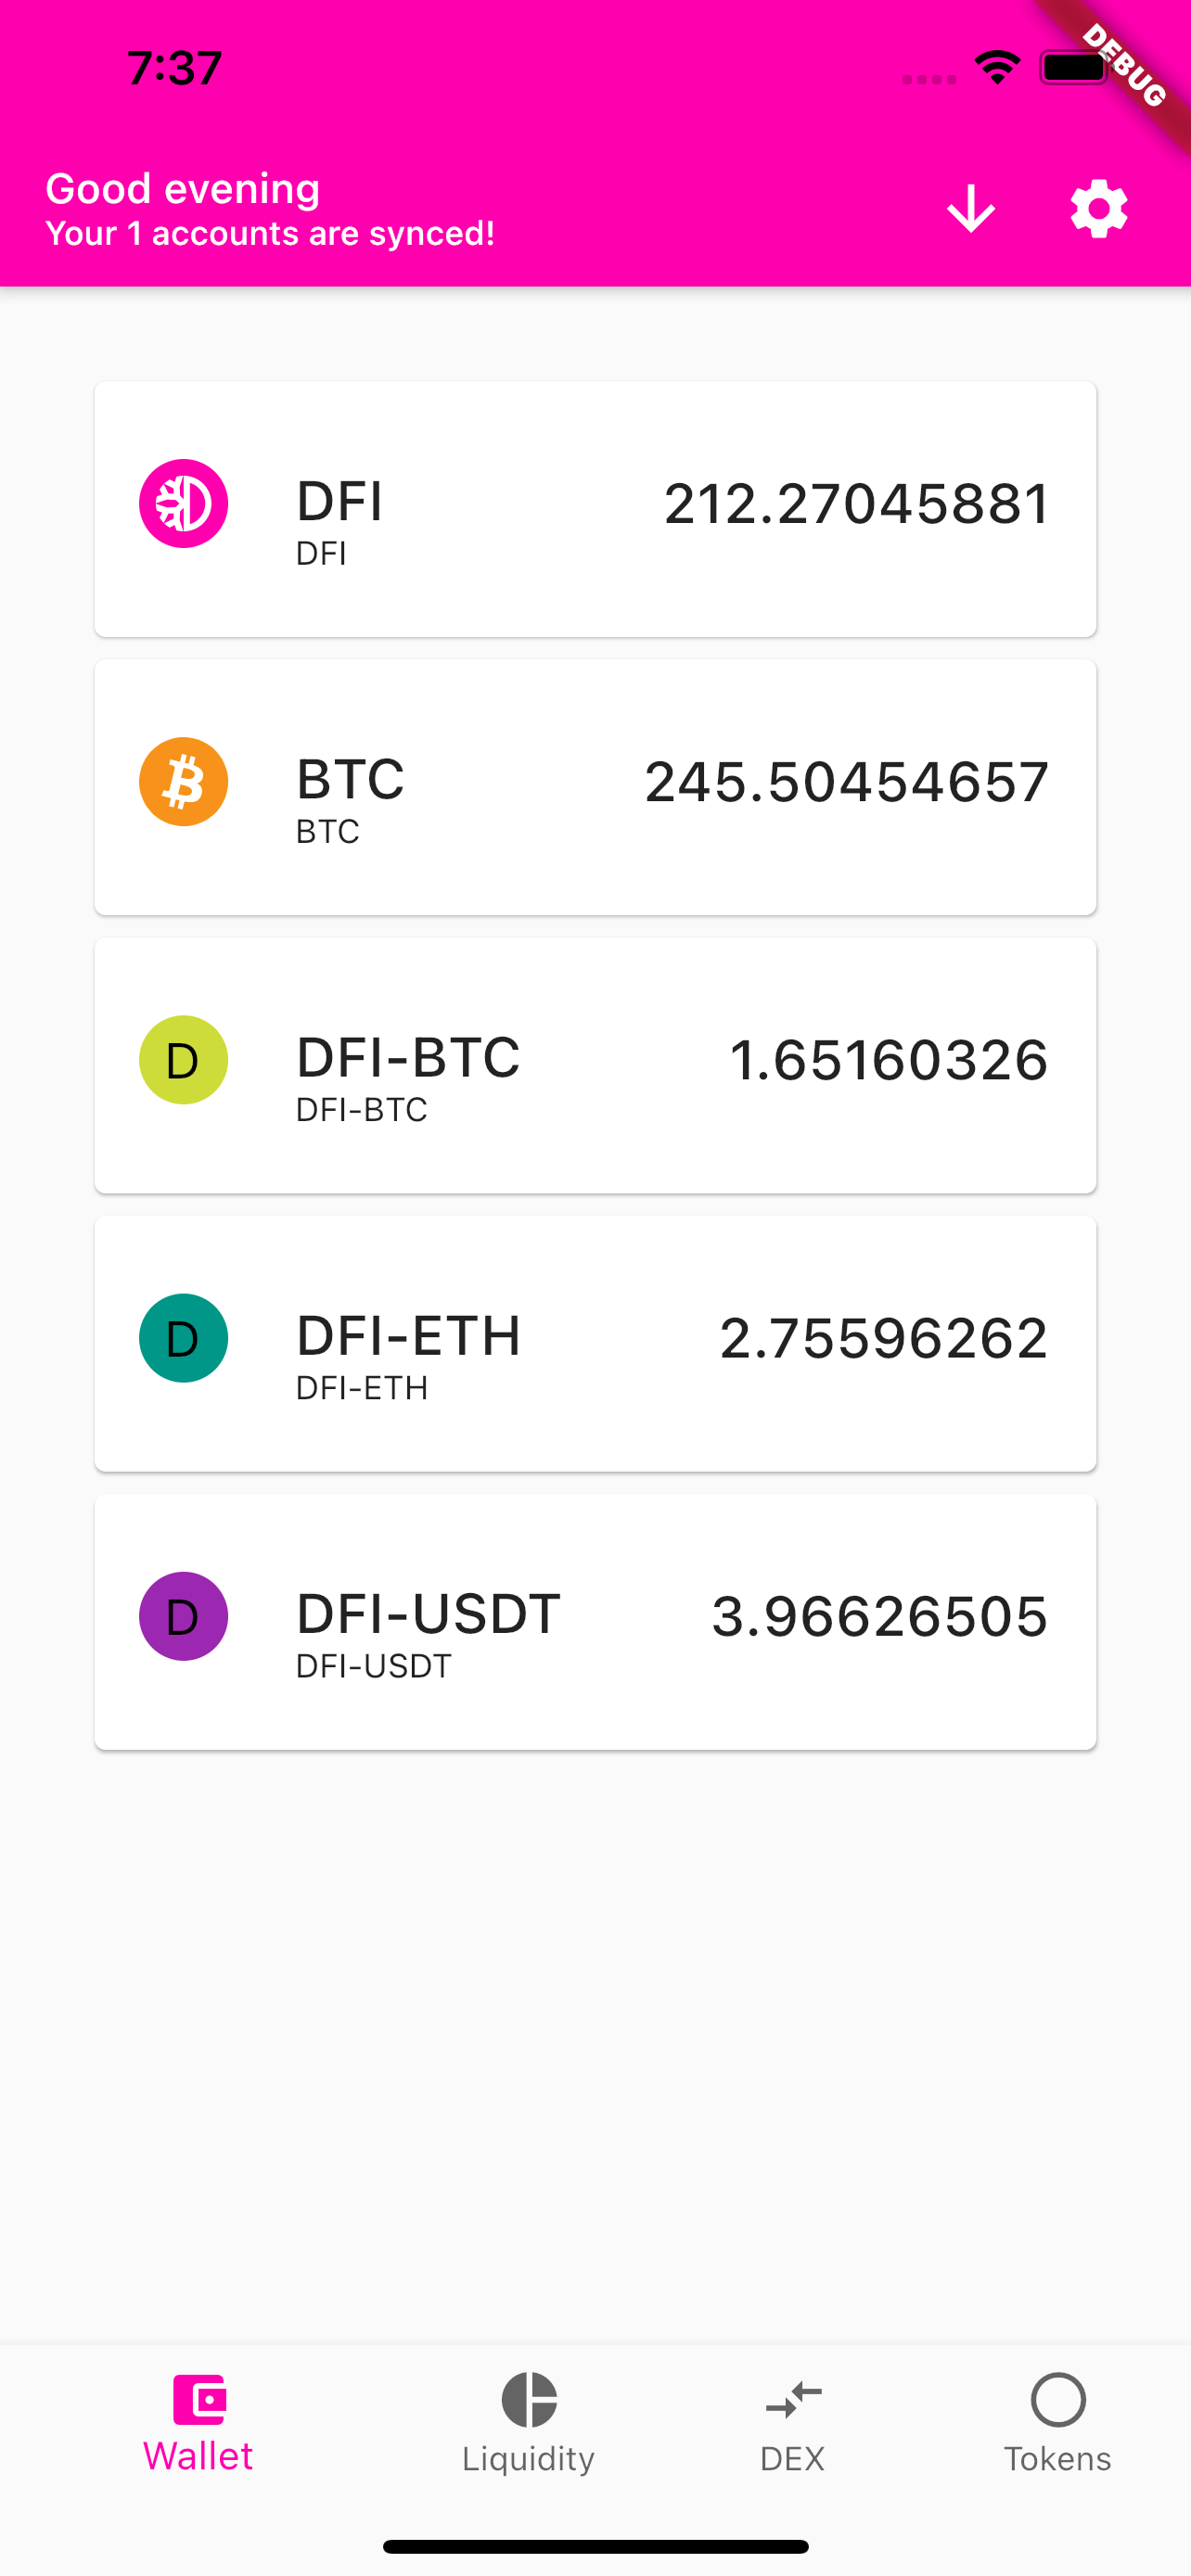 7:37
DEBUG
Good evening
Your 1 accounts are synced!
DFI
212.27045881
DFI
BTC
245.50454657
BTC
D
DFI-BTC
1.65160326
DFI-BTC
D
DFI-ETH
2.75596262
DFI-ETH
D
DFI-USDT
3.96626505
DFI-USDT
Wallet
Liquidity
DEX
Tokens